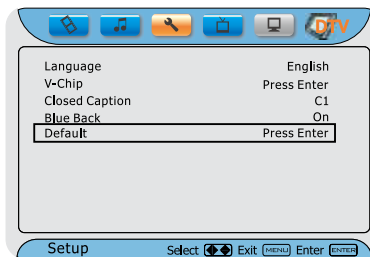 DTV
Language English
V-Chip Press Enter
Closed Caption C1
Blue Back On
Default Press Enter
Setup Select Exit MENU Enter ENTER